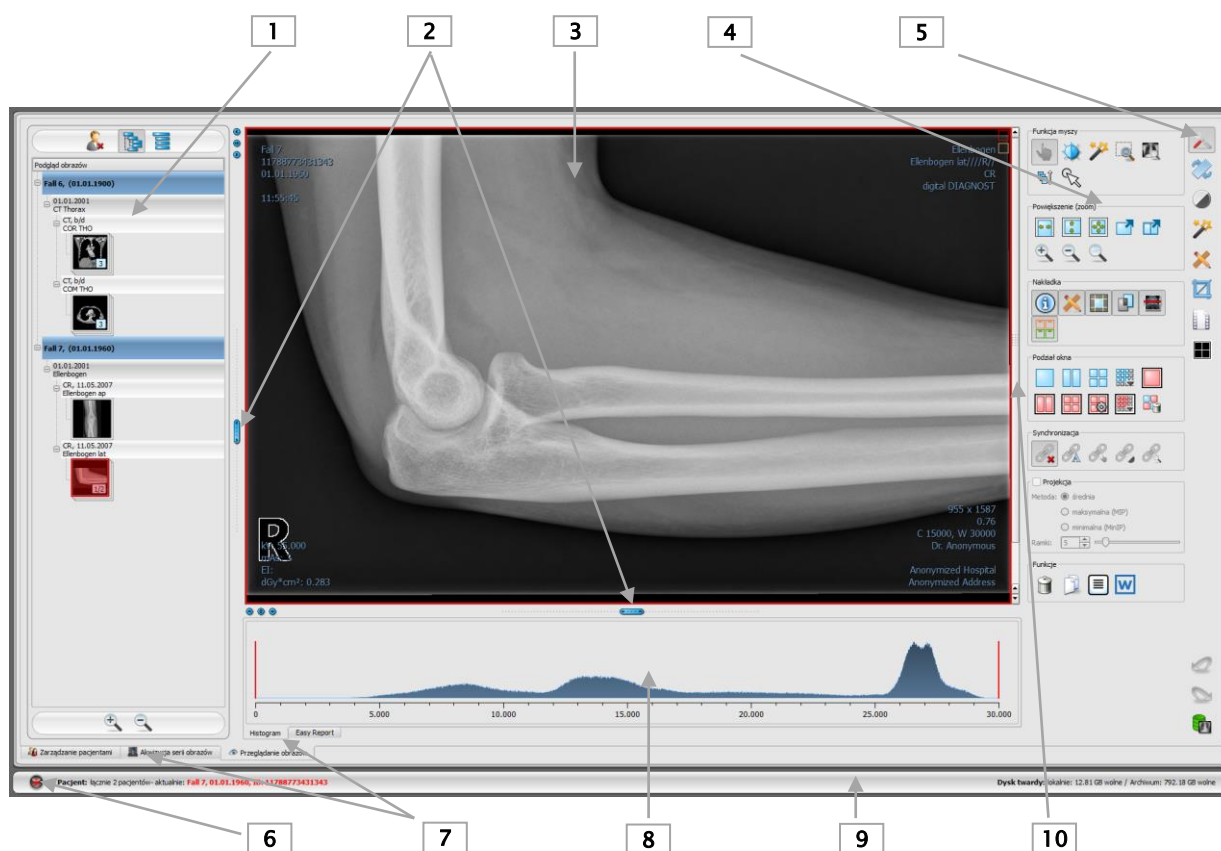 1
2
3
4
5
Podgląd obrazów
Fall 6, (01.01.1900)
01.01.2001
CT Thorax
CT, b/d
COR THO
3
CT, b/d
COM THO
3
Fall 7, (01.01.1960)
01.01.2001
Ellenbogen
CR, 11.05.2007
Ellenbogen ap
CR, 11.05.2007
Ellenbogen lat
1/2
Fall 7
11788773431343
01.01.1960
11:55:45
Ellenbogen
Ellenbogen lat////R//
CR
digital DIAGNOST
R
EI:
dGy*cm²: 0.283
955 x 1587
0.76
C 15000, W 30000
Dr. Anonymous
Anonymized Hospital
Anonymized Address
Funkcja myszy
Powiększenie (zoom)
Nakładka
Podział okna
Synchronizacja
Projekcja
Metoda: średnia
maksymalna (MIP)
minimalna (MinIP)
5
Funkcje
W
0 5.000 10.000 15.000 20.000 25.000 30.000
Histogram Easy Report
Zarządzanie pacjentami Akwizycja serii obrazów Przeglądanie obrazów
Pacjent: łącznie 2 pacjentów- aktualnie: Fall 7, 01.01.1960, ID: 11788773431343
Dysk twardy: lokalnie: 12.81 GB wolne / Archiwum: 792.18 GB wolne
6
7
8
9
10